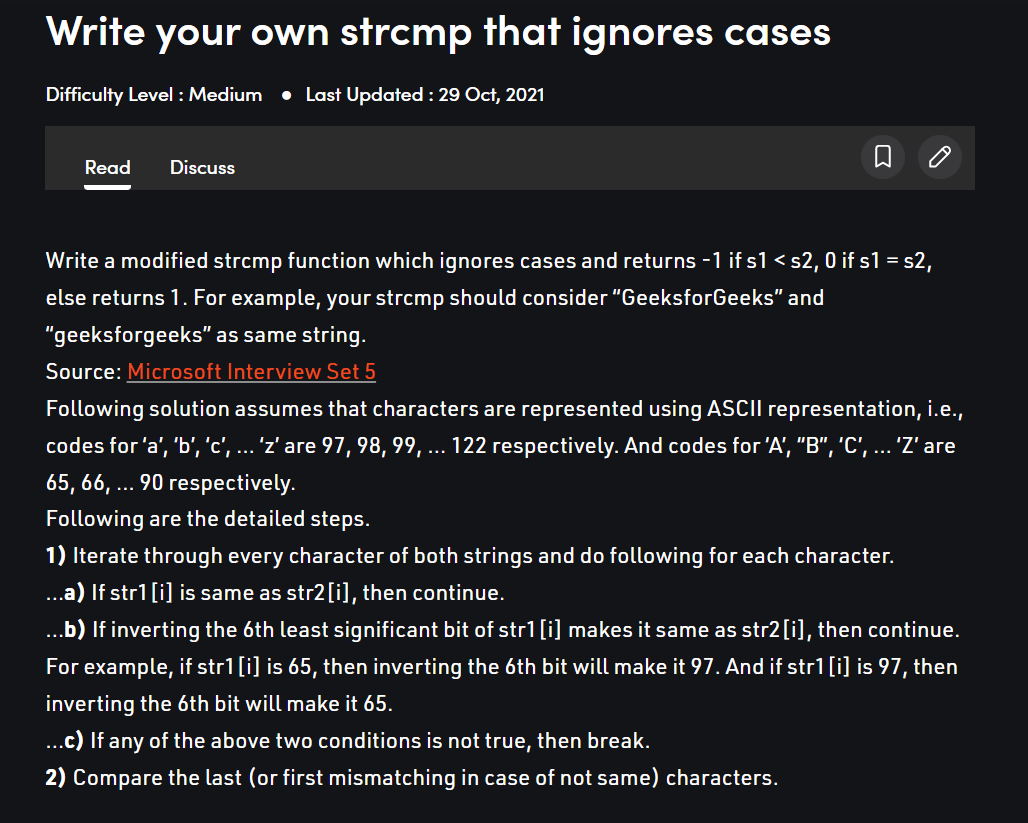 Write your own strcmp that ignores cases
Difficulty Level : Medium ● Last Updated : 29 Oct, 2021
Read Discuss
Write a modified strcmp function which ignores cases and returns -1 if s1 < s2, 0 if s1 = s2,
else returns 1. For example, your strcmp should consider “GeeksforGeeks” and
“geeksforgeeks” as same string.
Source: Microsoft Interview Set 5
Following solution assumes that characters are represented using ASCII representation, i.e.,
codes for ‘a’, ‘b’, ‘c’, … ‘z’ are 97, 98, 99, … 122 respectively. And codes for ‘A’, “B”, ‘C’, … ‘Z’ are
65, 66, … 90 respectively.
Following are the detailed steps.
1) Iterate through every character of both strings and do following for each character.
…a) If str1[i] is same as str2[i], then continue.
…b) If inverting the 6th least significant bit of str1[i] makes it same as str2[i], then continue.
For example, if str1[i] is 65, then inverting the 6th bit will make it 97. And if str1[i] is 97, then
inverting the 6th bit will make it 65.
…c) If any of the above two conditions is not true, then break.
2) Compare the last (or first mismatching in case of not same) characters.